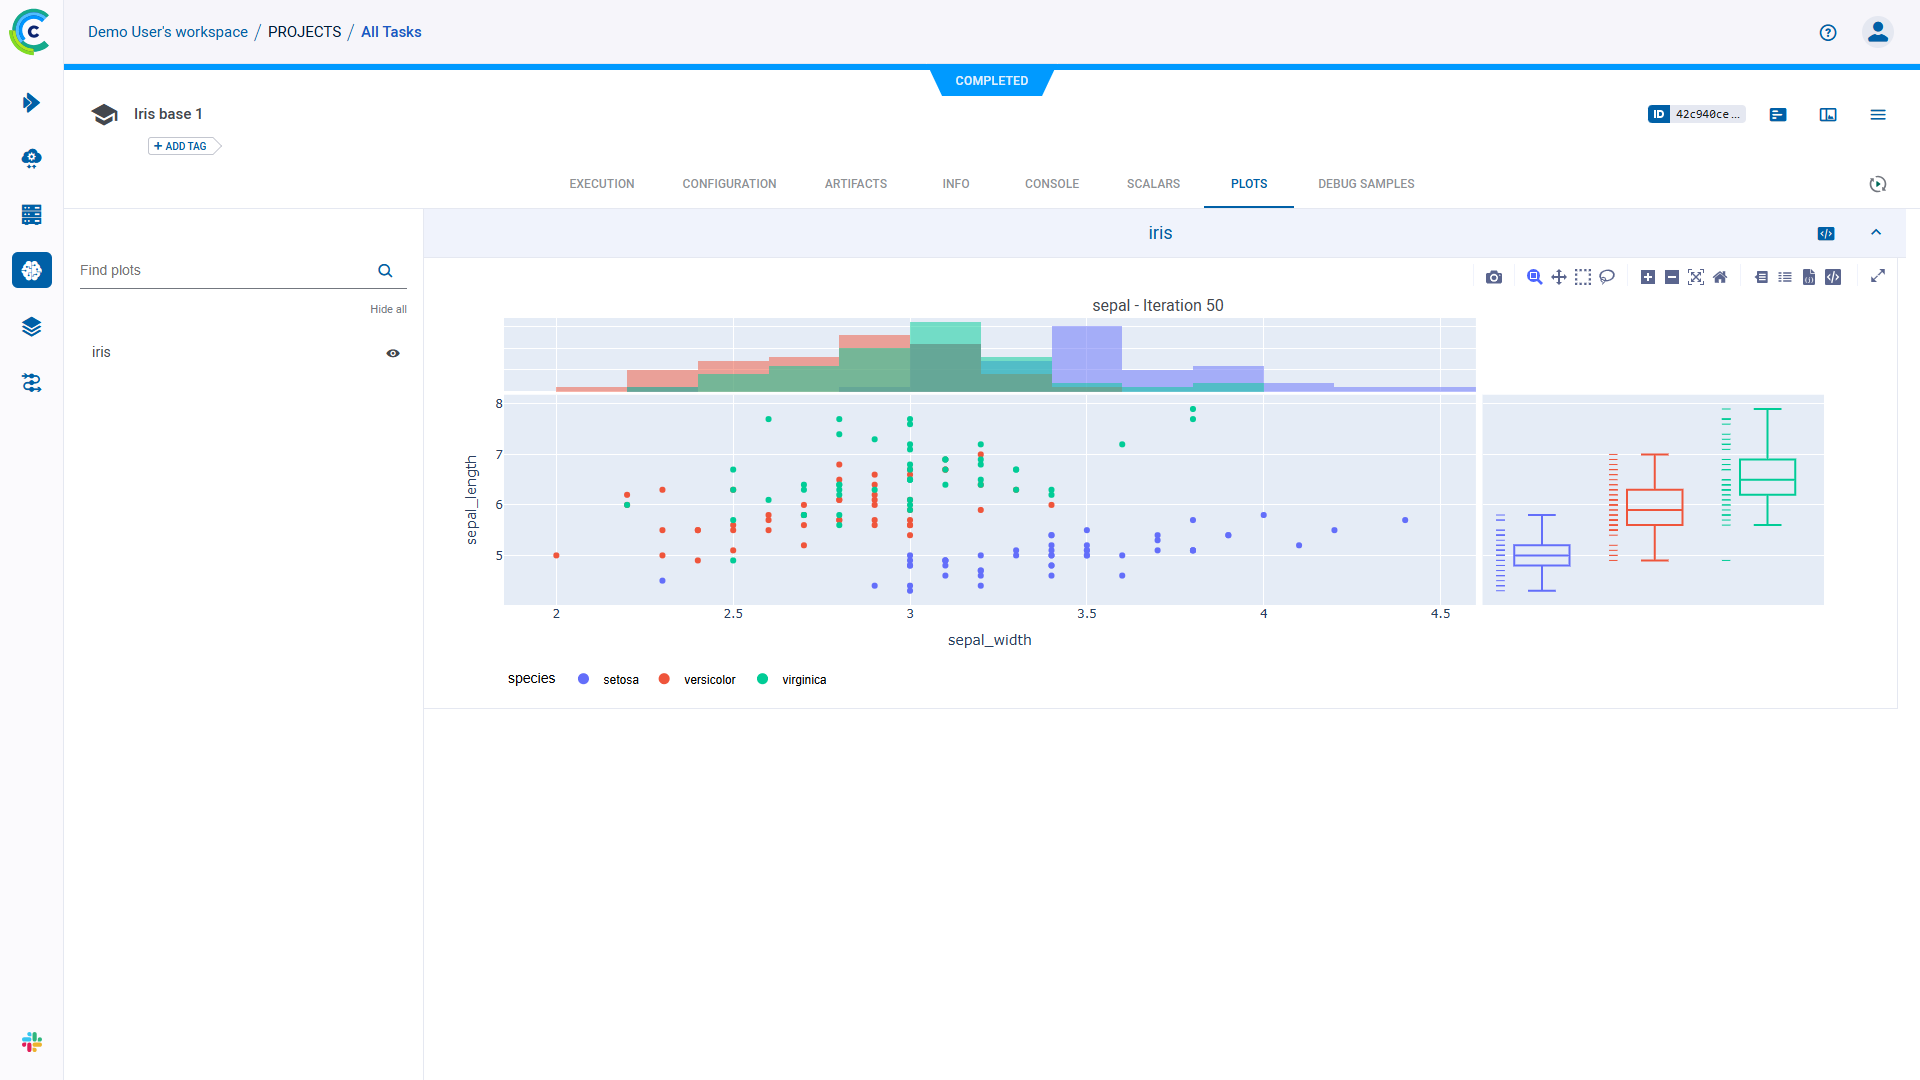 Demo User's workspace / PROJECTS / All Tasks
COMPLETED
Iris base 1
ID 42c940ce ...
+ ADD TAG
EXECUTION CONFIGURATION ARTIFACTS INFO CONSOLE SCALARS PLOTS DEBUG SAMPLES
iris
Find plots
Hide all
iris
sepal - Iteration 50
8
7
6
5
sepal_length
2 2.5 3 3.5 4 4.5
sepal_width
species setosa versicolor virginica